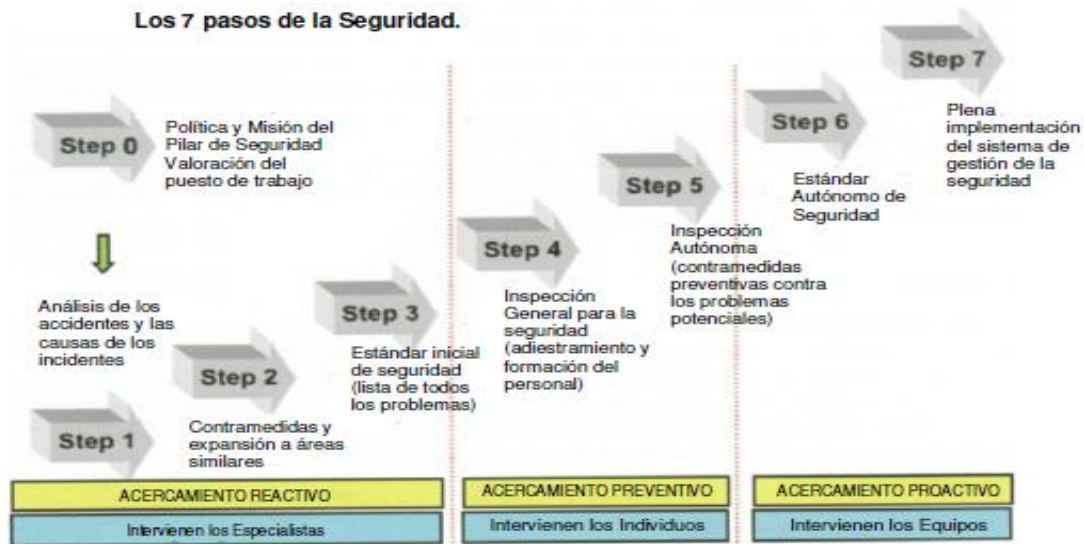 Los 7 pasos de la Seguridad.
Step 0
Política y Misión del
Pilar de Seguridad
Valoración del
puesto de trabajo
Análisis de los
accidentes y las
causas de los
incidentes
Step 1
Step 2
Contramedidas y
expansión a áreas
similares
Step 3
Estándar inicial
de seguridad
(lista de todos
los problemas)
Step 4
Inspección
General para la
seguridad
(adiestramiento y
formación del
personal)
Step 5
Inspección
Autónoma
(contramedidas
preventivas contra
los problemas
potenciales)
Step 6
Estándar
Autónomo de
Seguridad
Step 7
Plena
implementación
del sistema de
gestión de la
seguridad
ACERCAMIENTO REACTIVO
ACERCAMIENTO PREVENTIVO
ACERCAMIENTO PROACTIVO
Intervienen los Especialistas
Intervienen los Individuos
Intervienen los Equipos